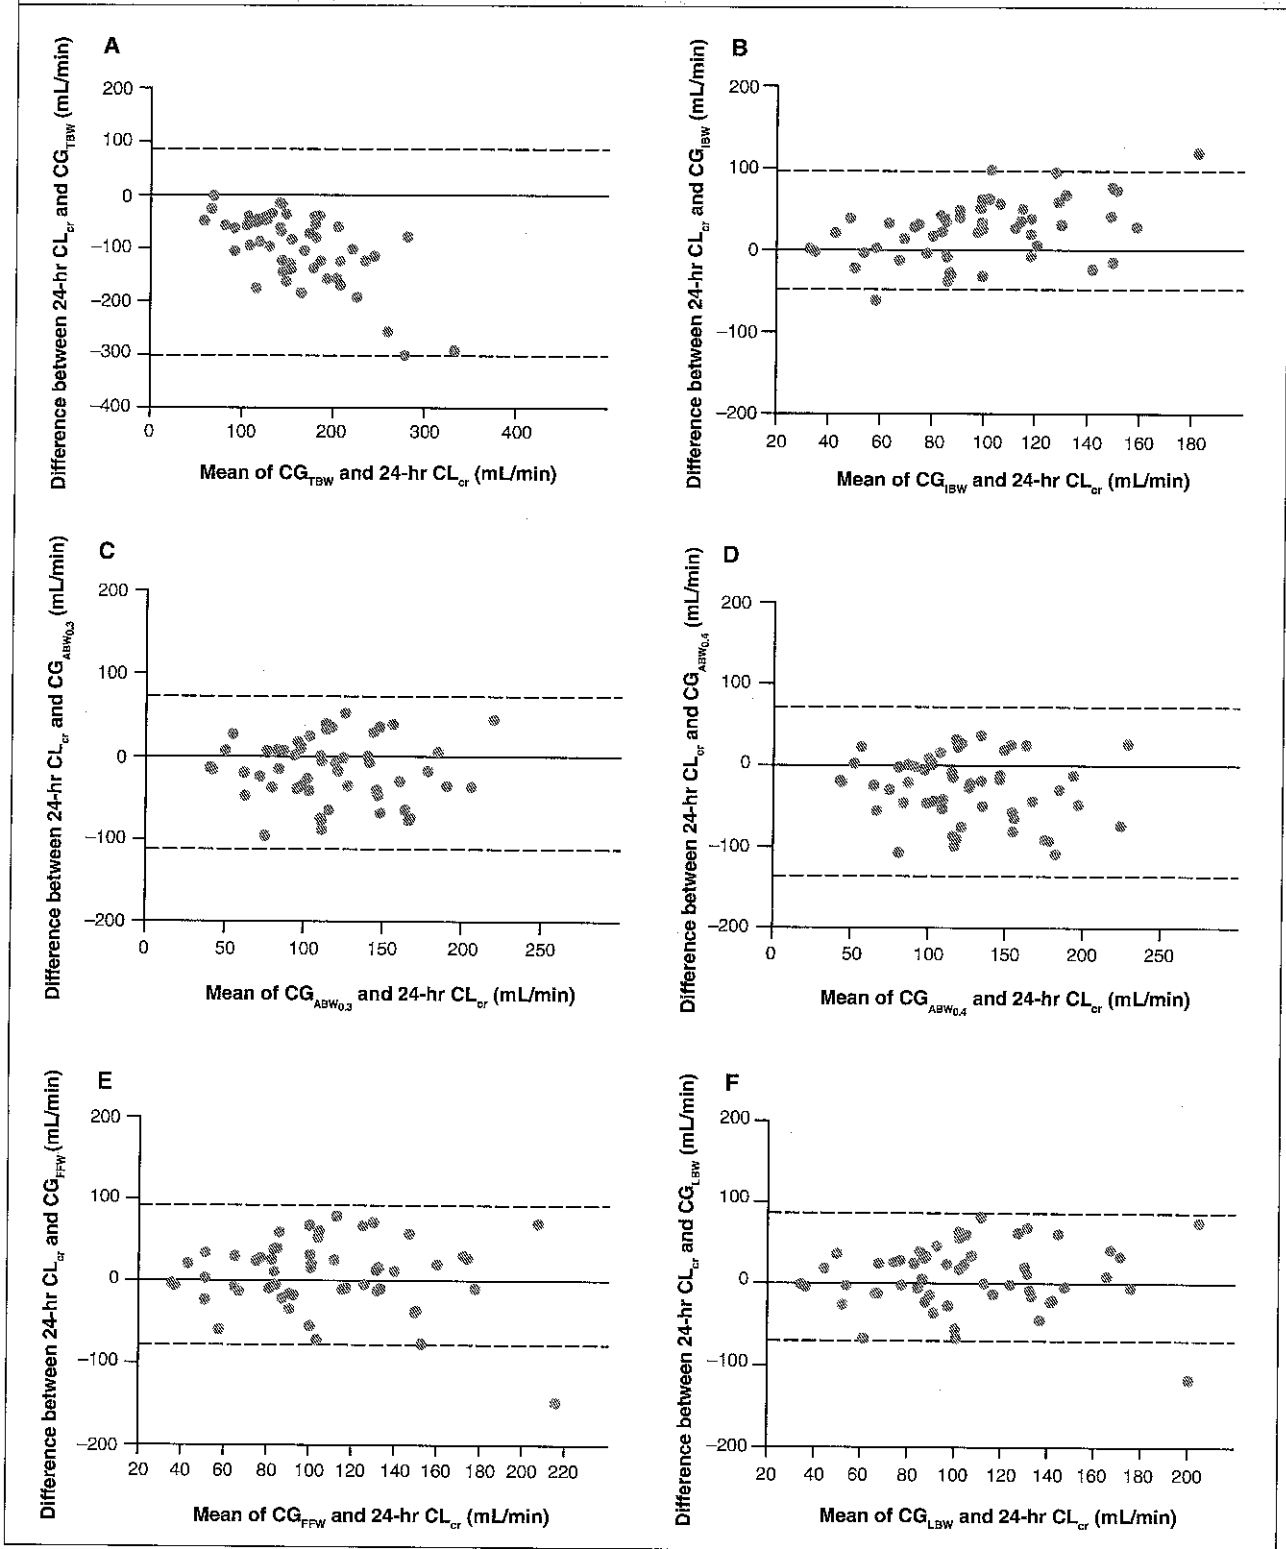 A
Difference between 24-hr CLcr and CGTBW (mL/min)
200
100
0
−100
−200
−300
−400
0 100 200 300 400
Mean of CGTBW and 24-hr CLcr (mL/min)
B
Difference between 24-hr CLcr and CGIBW (mL/min)
200
100
0
−100
−200
20 40 60 80 100 120 140 160 180
Mean of CGIBW and 24-hr CLcr (mL/min)
C
Difference between 24-hr CLcr and CGABW0.3 (mL/min)
200
100
0
−100
−200
0 50 100 150 200 250
Mean of CGABW0.3 and 24-hr CLcr (mL/min)
D
Difference between 24-hr CLcr and CGABW0.4 (mL/min)
200
100
0
−100
−200
0 50 100 150 200 250
Mean of CGABW0.4 and 24-hr CLcr (mL/min)
E
Difference between 24-hr CLcr and CGFFW (mL/min)
200
100
0
−100
−200
20 40 60 80 100 120 140 160 180 200 220
Mean of CGFFW and 24-hr CLcr (mL/min)
F
Difference between 24-hr CLcr and CGLBW (mL/min)
200
100
0
−100
−200
20 40 60 80 100 120 140 160 180 200
Mean of CGLBW and 24-hr CLcr (mL/min)